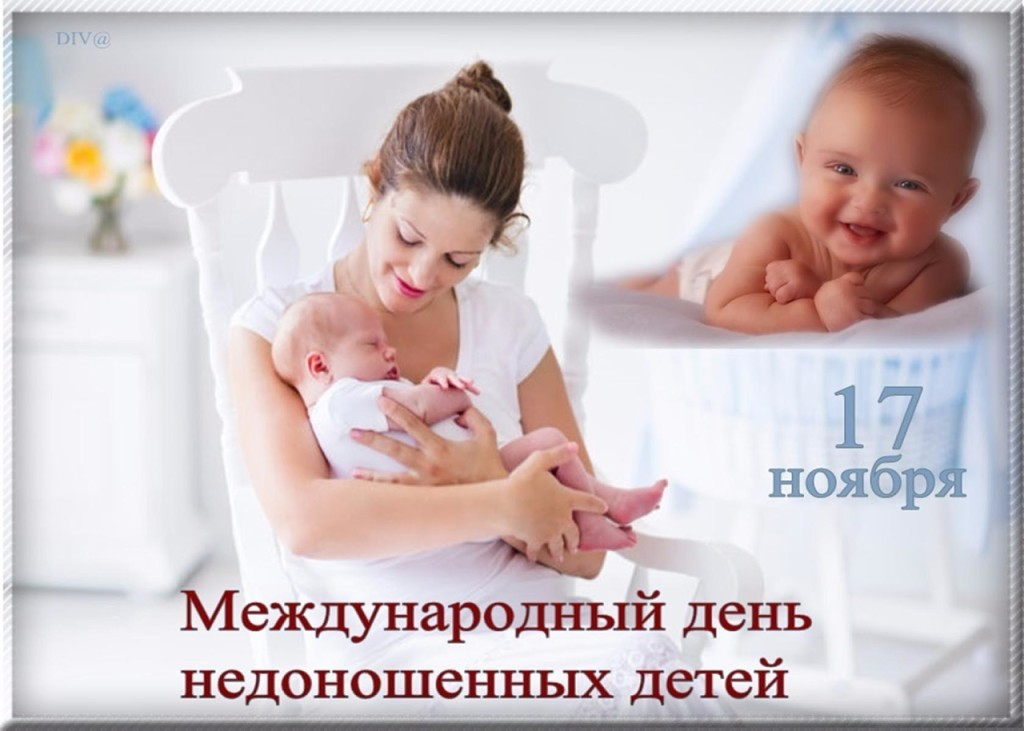 DIV@
17
ноября
Международный день
недоношенных детей